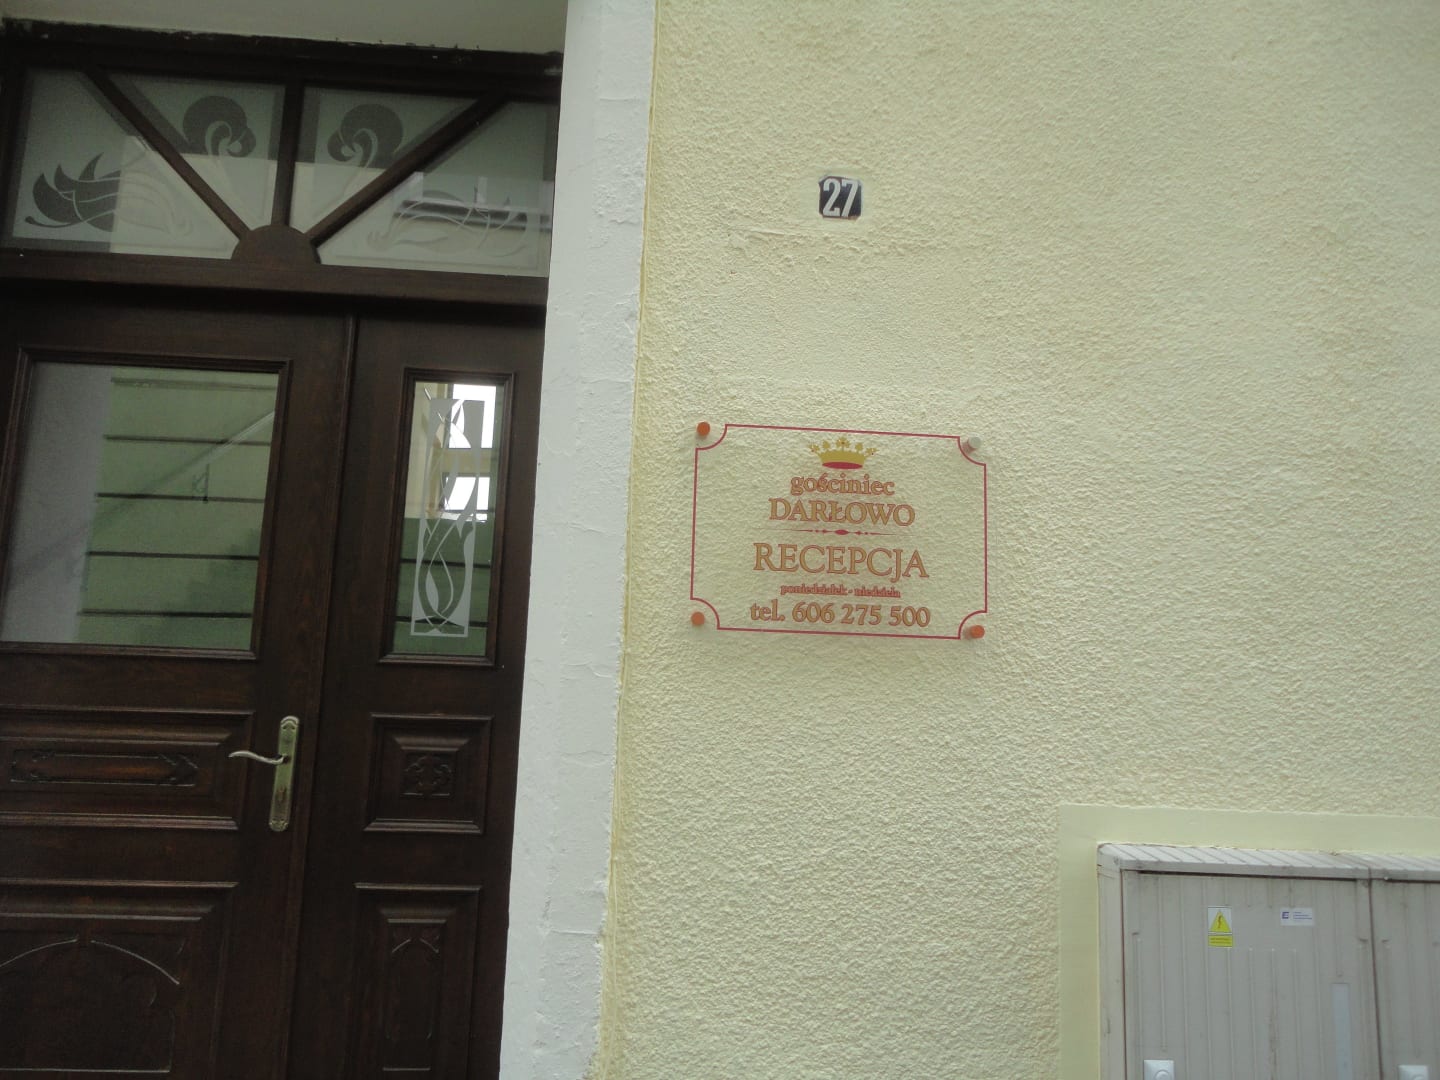 27
gościniec
DARŁOWO
RECEPCJA
poniedziałek - niedziela
tel. 606 275 500